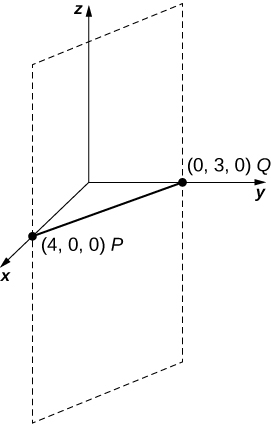 z
(0, 3, 0) Q
y
(4, 0, 0) P
x